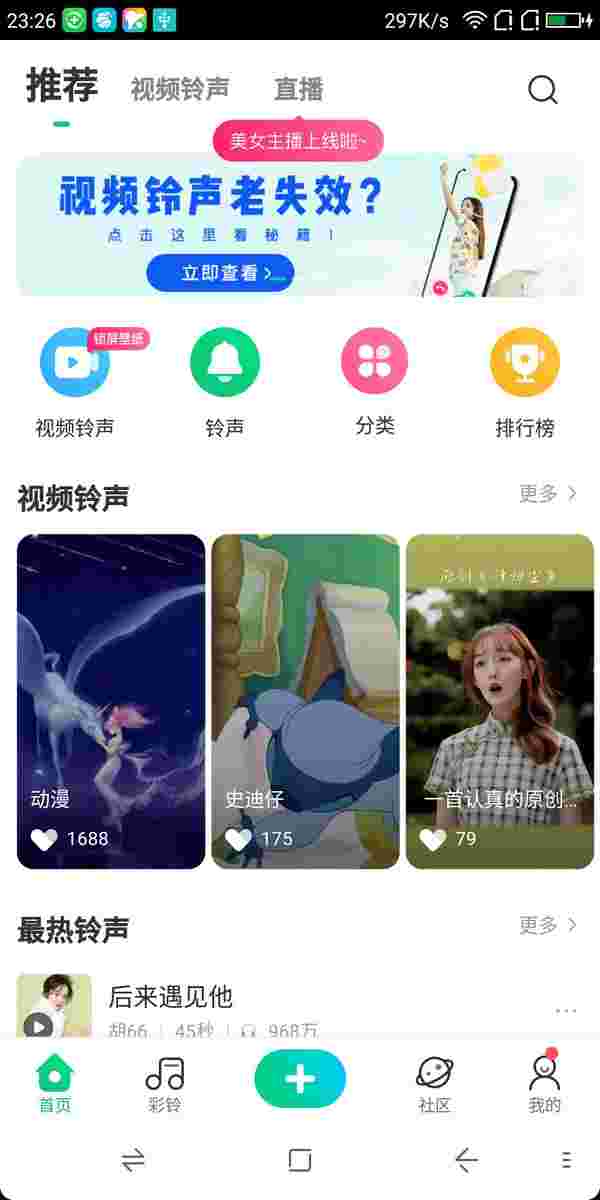 23:26
297K/s
推荐
视频铃声
直播
美女主播上线啦~
视频铃声老失效?
点击这里看秘籍!
立即查看
锁屏壁纸
视频铃声
铃声
分类
排行榜
视频铃声
更多
动漫
1688
史迪仔
175
一首认真的原创...
79
最热铃声
更多
后来遇见他
胡66
45秒
968万
首页
彩铃
社区
我的